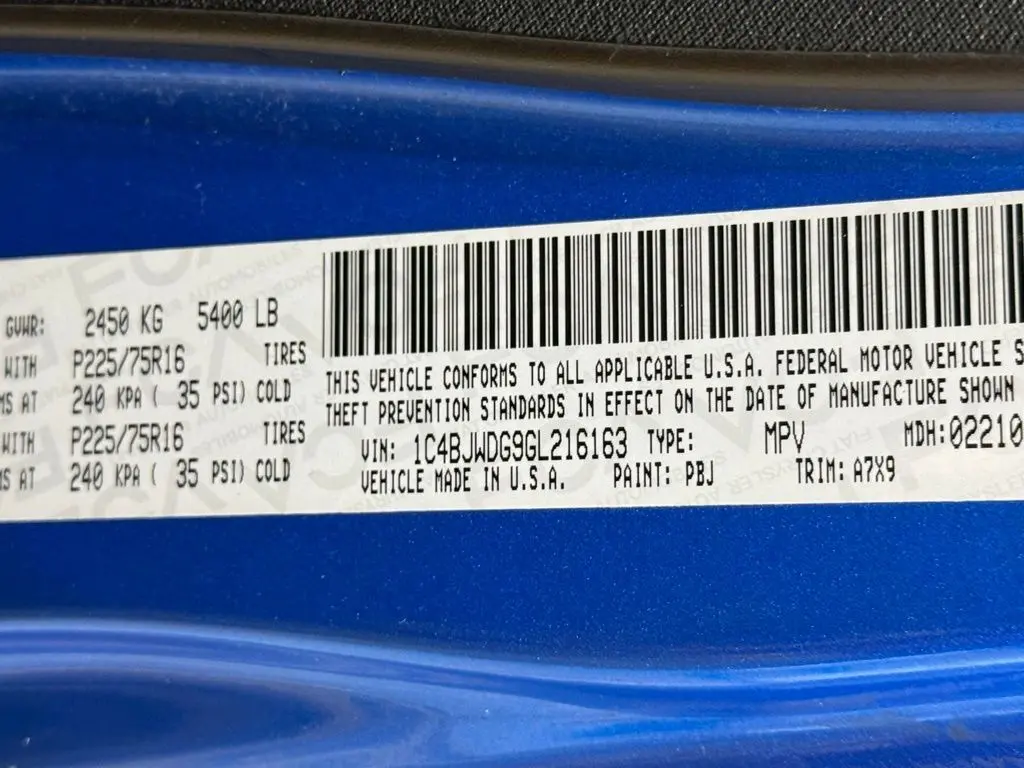 GVWR: 2450 KG 5400 LB
WITH P225/75R16 TIRES
MS AT 240 KPA ( 35 PSI) COLD
WITH P225/75R16 TIRES
MS AT 240 KPA ( 35 PSI) COLD
THIS VEHICLE CONFORMS TO ALL APPLICABLE U.S.A. FEDERAL MOTOR VEHICLE S
THEFT PREVENTION STANDARDS IN EFFECT ON THE DATE OF MANUFACTURE SHOWN
VIN: 1C4BJWDG9GL216163 TYPE: MPV MDH:02210
VEHICLE MADE IN U.S.A. PAINT: PBJ TRIM: A7X9